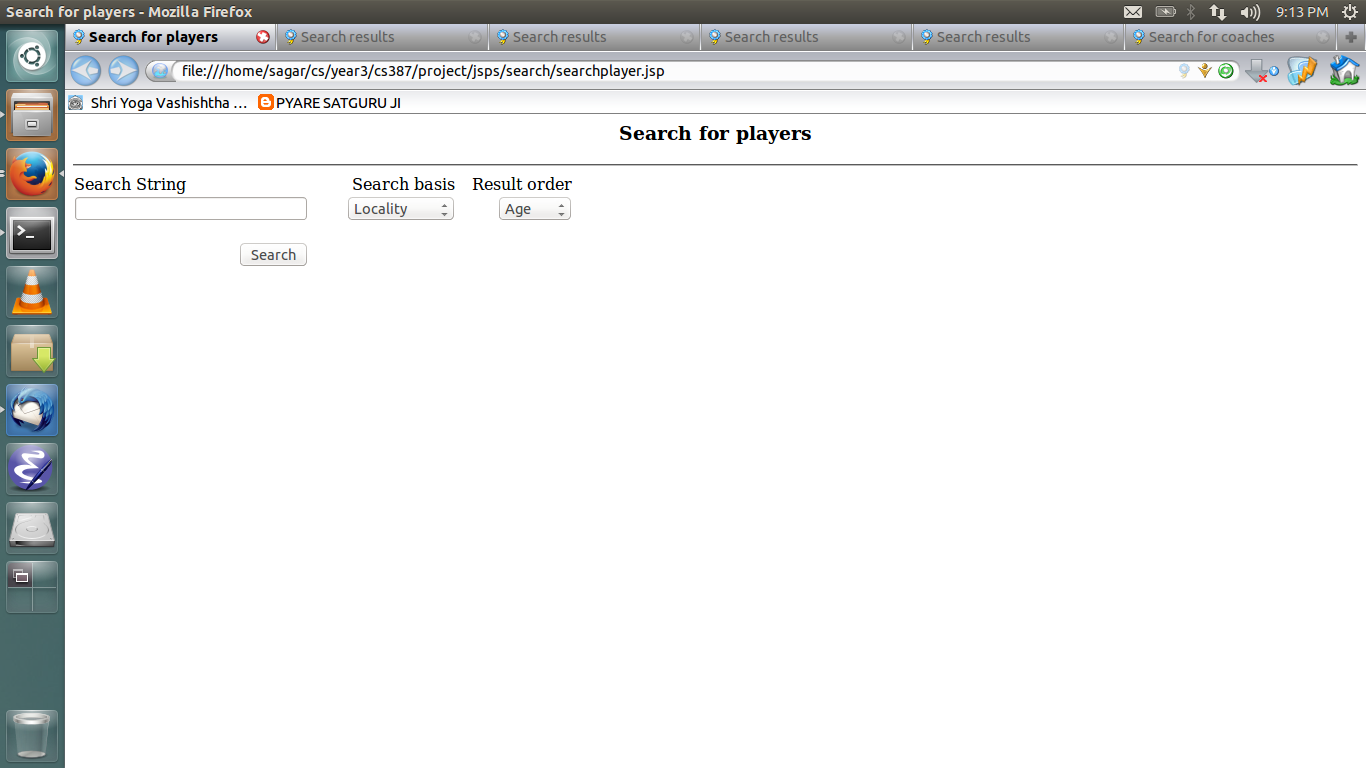 Search for players - Mozilla Firefox
9:13 PM
Search for players
Search results
Search results
Search results
Search results
Search for coaches
file:///home/sagar/cs/year3/cs387/project/jsps/search/searchplayer.jsp
Shri Yoga Vashishtha ...
PYARE SATGURU JI
Search for players
Search String Search basis Result order
Locality Age
Search